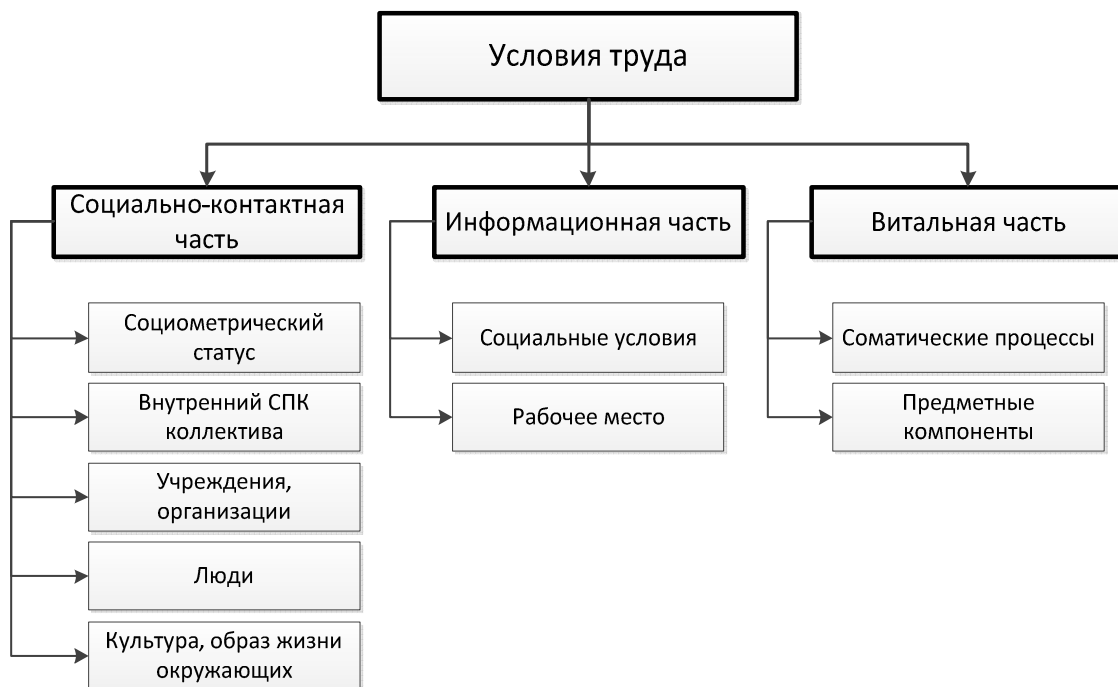 Условия труда
Социально-контактная
часть
Социометрический
статус
Внутренний СПК
коллектива
Учреждения,
организации
Люди
Культура, образ жизни
окружающих
Информационная часть
Социальные условия
Рабочее место
Витальная часть
Соматические процессы
Предметные
компоненты